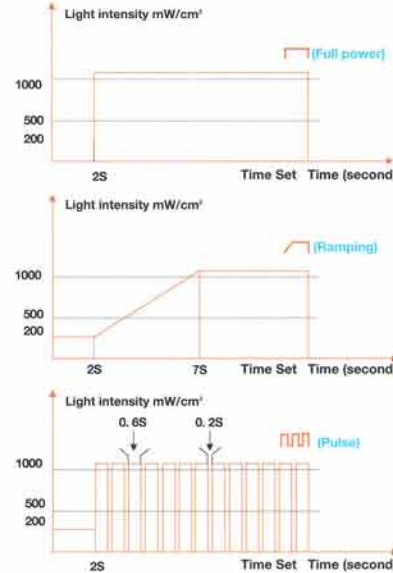 Light intensity mW/cm²
(Full power)
1000
500
200
2S Time Set Time (second
Light intensity mW/cm²
(Ramping)
1000
500
200
2S 7S Time Set Time (second
Light intensity mW/cm²
0.6S 0.2S
(Pulse)
1000
500
200
2S Time Set Time (second